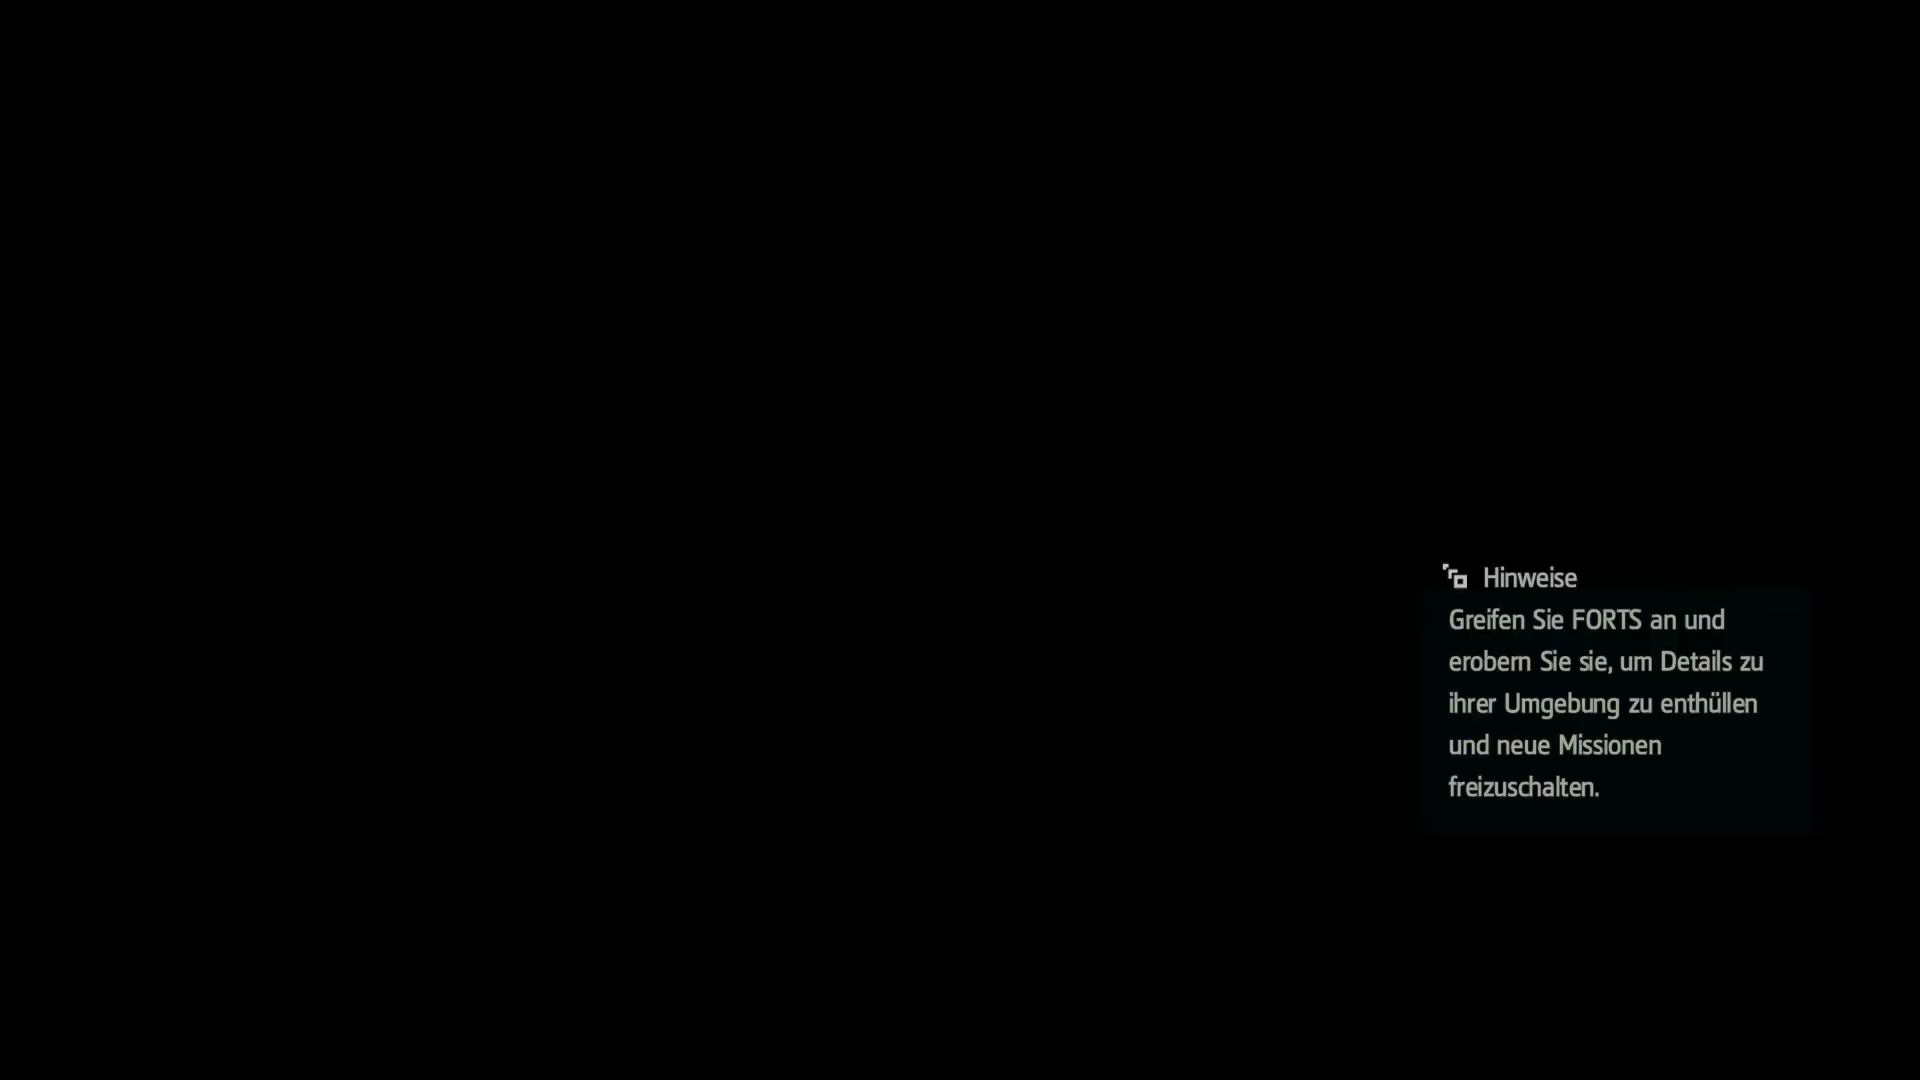 Hinweise
Greifen Sie FORTS an und
erobern Sie sie, um Details zu
ihrer Umgebung zu enthüllen
und neue Missionen
freizuschalten.